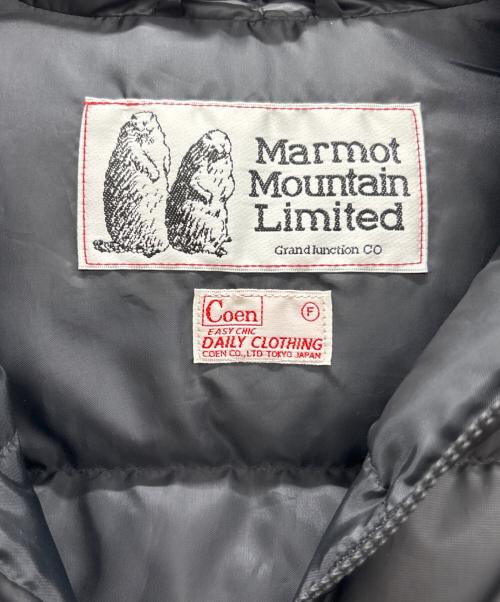 Marmot
Mountain
Limited
Grand Junction CO
Coen
F
EASY CHIC
DAILY CLOTHING
COEN CO.,LTD TOKYO JAPAN